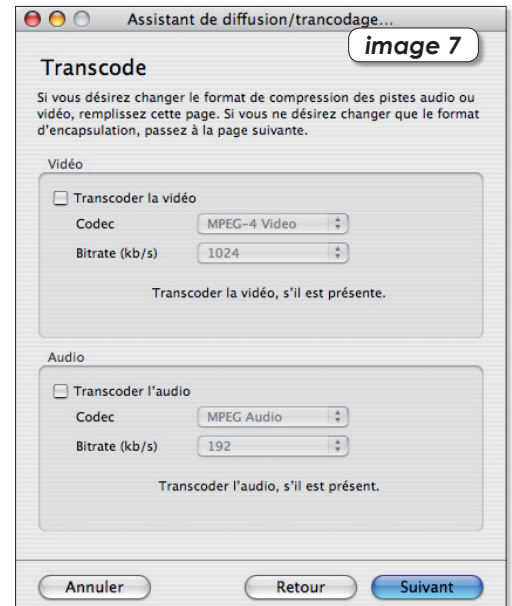 Assistant de diffusion/trancodage...
image 7
Transcode
Si vous désirez changer le format de compression des pistes audio ou
vidéo, remplissez cette page. Si vous ne désirez changer que le format
d'encapsulation, passez à la page suivante.
Vidéo
Transcoder la vidéo
Codec MPEG-4 Video
Bitrate (kb/s) 1024
Transcoder la vidéo, s'il est présente.
Audio
Transcoder l'audio
Codec MPEG Audio
Bitrate (kb/s) 192
Transcoder l'audio, s'il est présent.
Annuler Retour Suivant